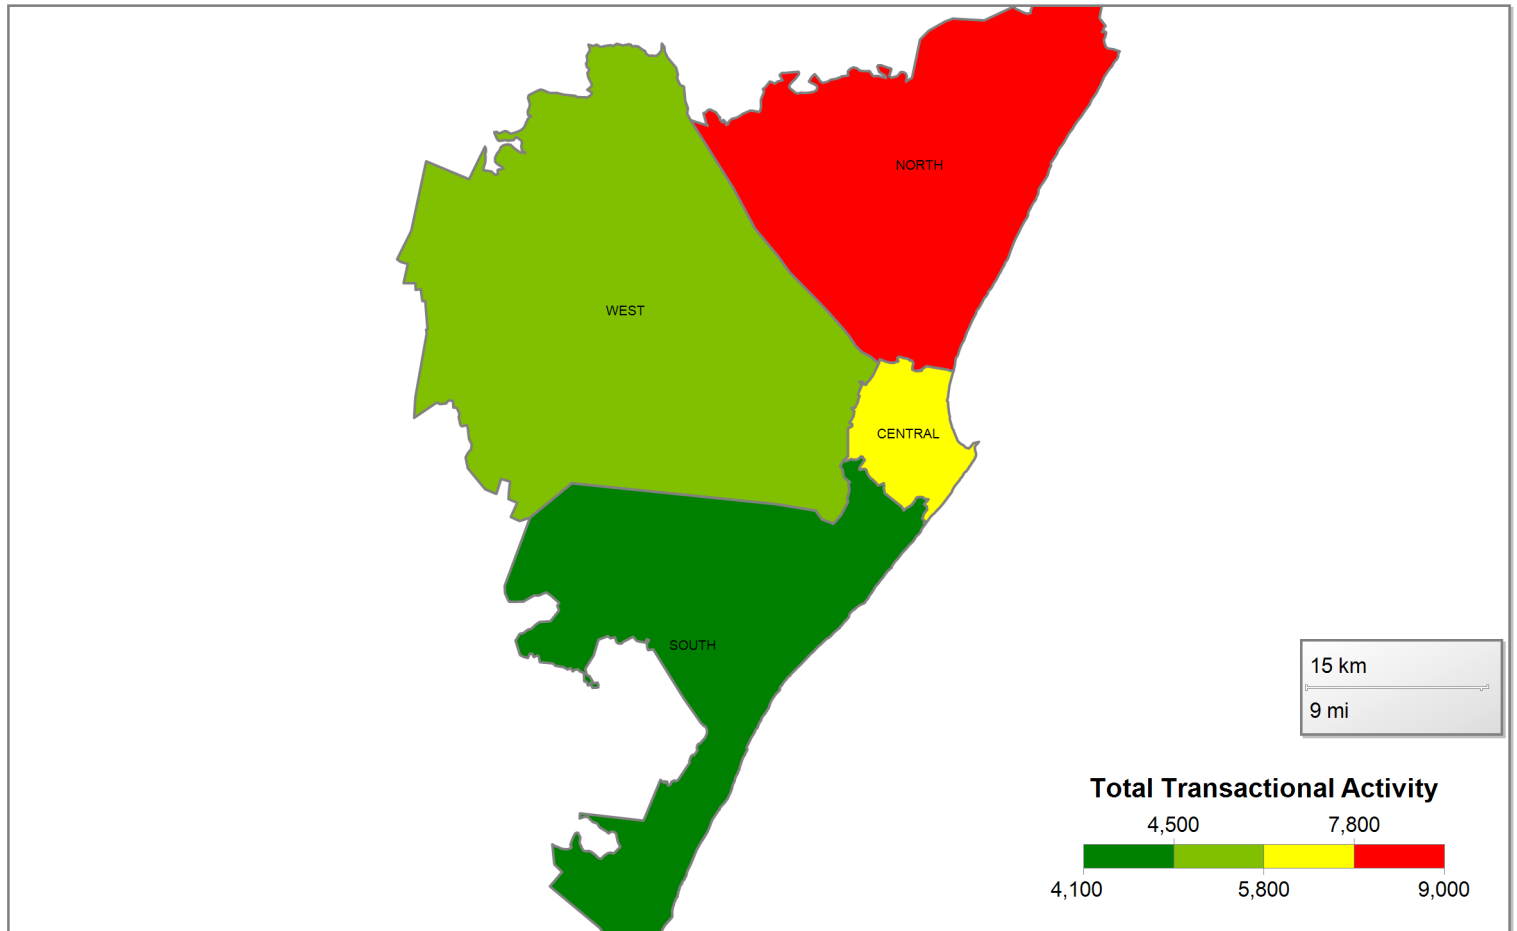 NORTH
WEST
CENTRAL
SOUTH
15 km
9 mi
Total Transactional Activity
4,500 7,800
4,100 5,800 9,000